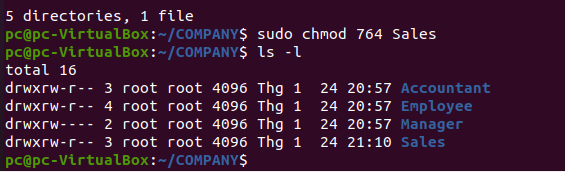 5 directories, 1 file
pc@pc-VirtualBox:~/COMPANY$ sudo chmod 764 Sales
pc@pc-VirtualBox:~/COMPANY$ ls -l
total 16
drwxrw-r-- 3 root root 4096 Thg 1  24 20:57 Accountant
drwxrw-r-- 4 root root 4096 Thg 1  24 20:57 Employee
drwxrw---- 2 root root 4096 Thg 1  24 20:57 Manager
drwxrw-r-- 3 root root 4096 Thg 1  24 21:10 Sales
pc@pc-VirtualBox:~/COMPANY$